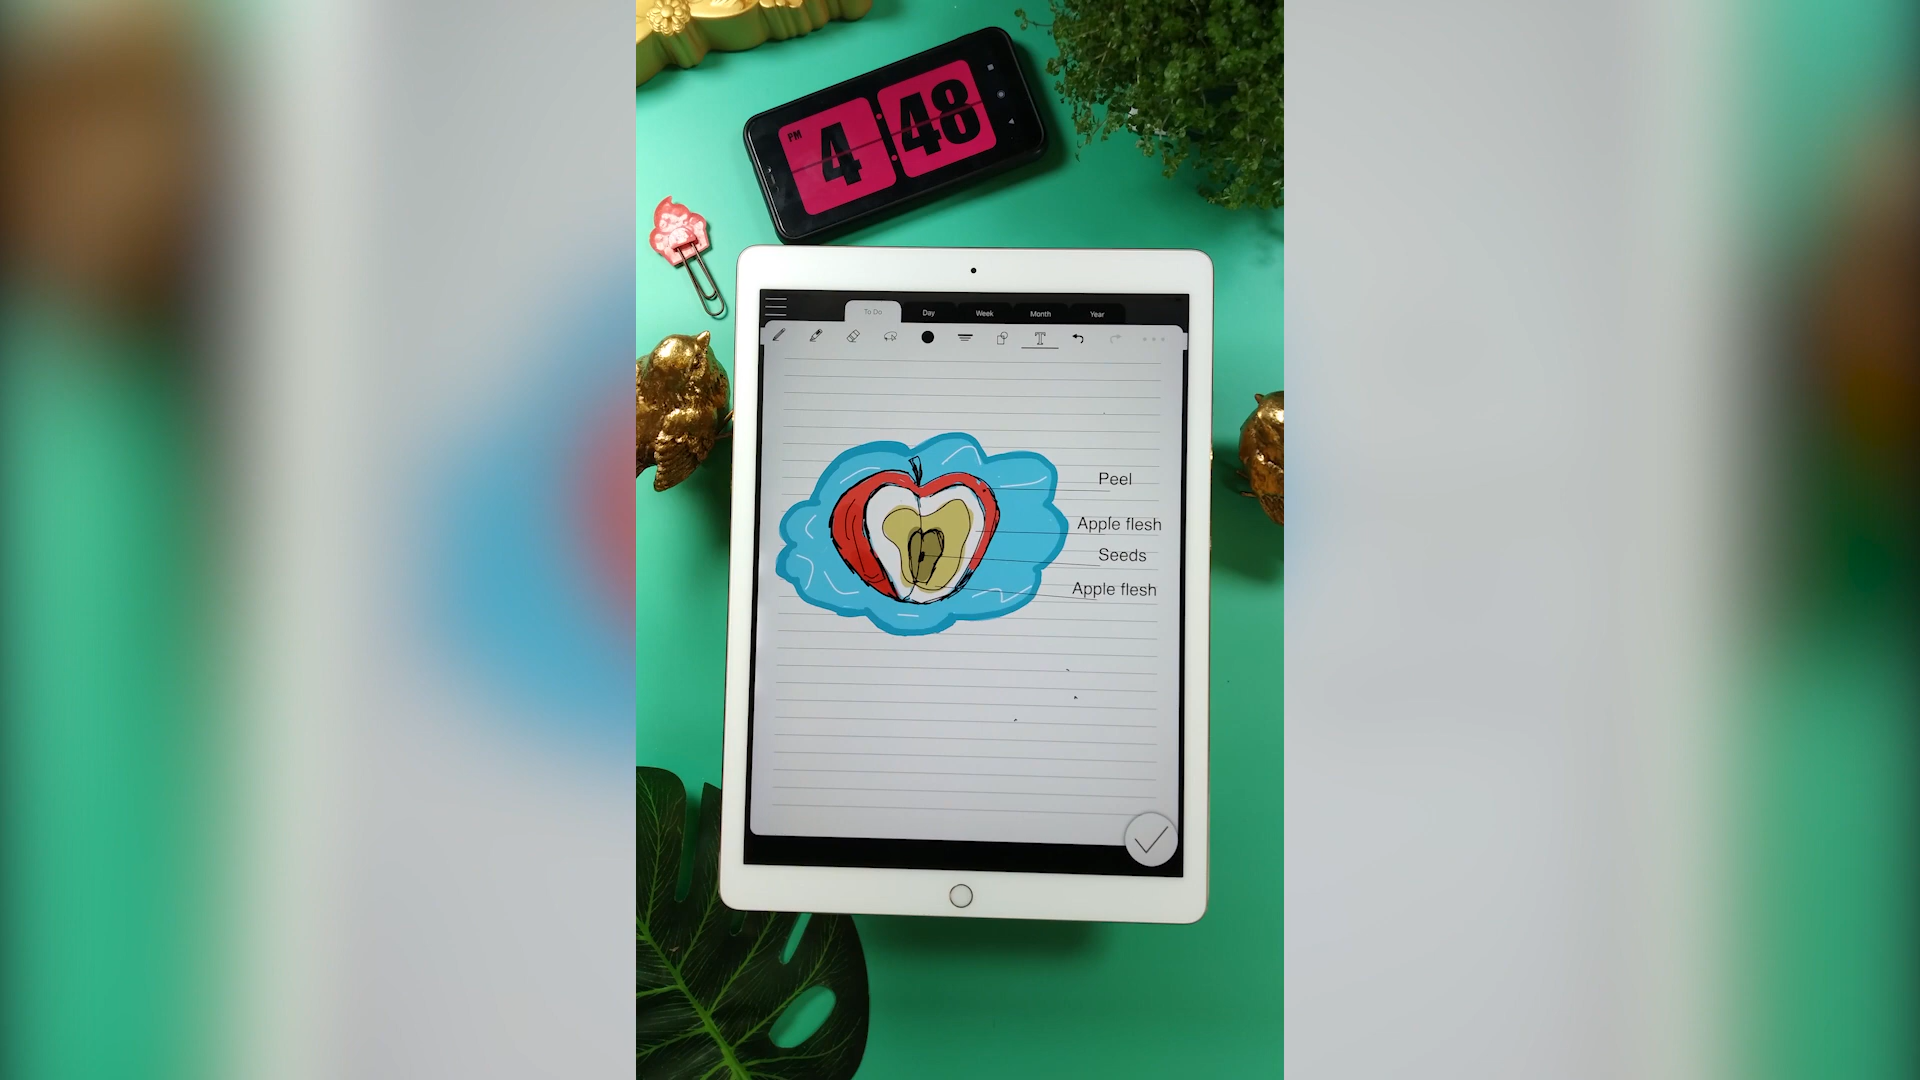 PM
4 48
To Do Day Week Month Year
T
Peel
Apple flesh
Seeds
Apple flesh